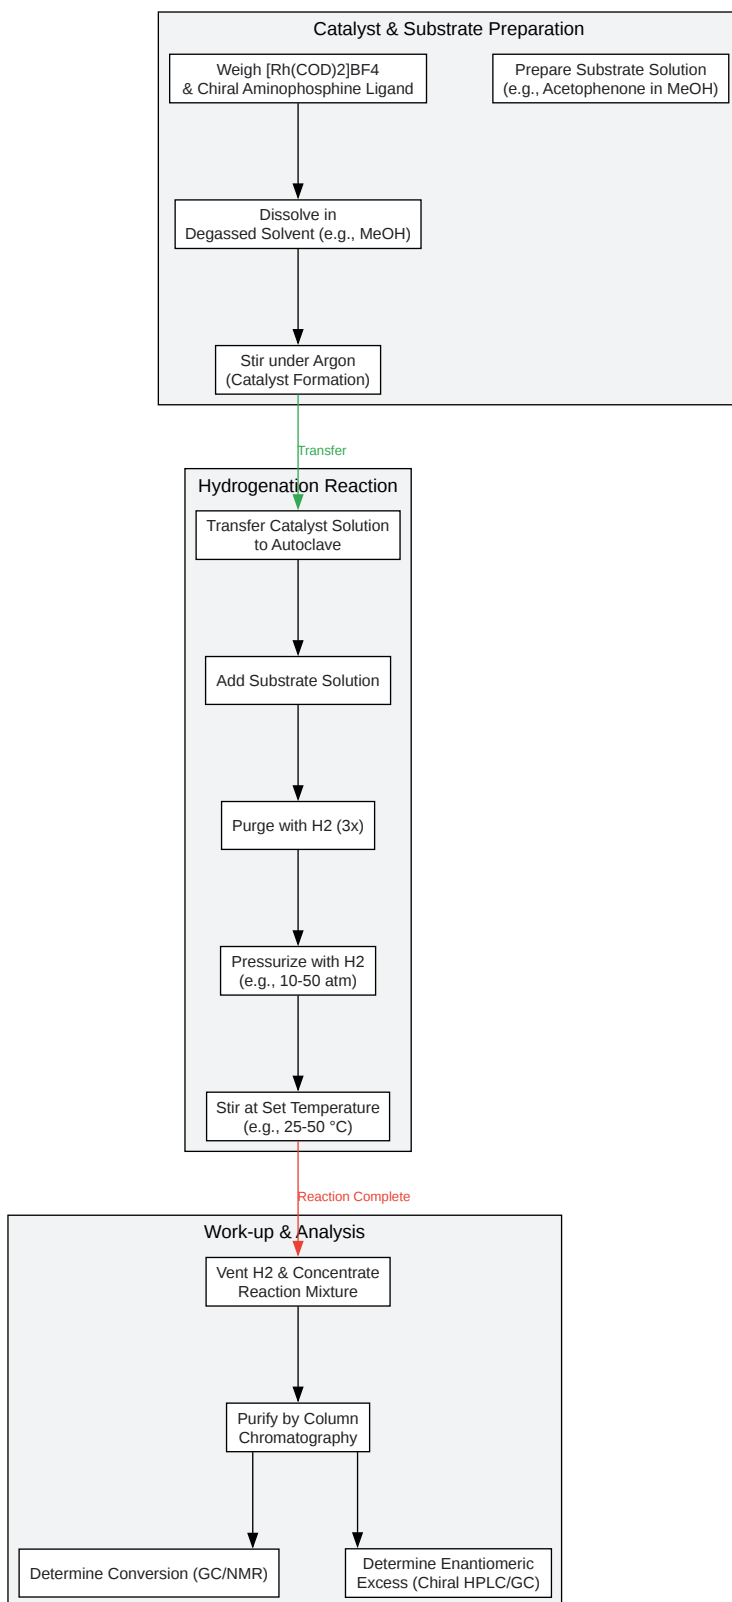 Catalyst & Substrate Preparation
Weigh [Rh(COD)2]BF4
& Chiral Aminophosphine Ligand
Prepare Substrate Solution
(e.g., Acetophenone in MeOH)
Dissolve in
Degassed Solvent (e.g., MeOH)
Stir under Argon
(Catalyst Formation)
Transfer
Hydrogenation Reaction
Transfer Catalyst Solution
to Autoclave
Add Substrate Solution
Purge with H2 (3x)
Pressurize with H2
(e.g., 10-50 atm)
Stir at Set Temperature
(e.g., 25-50 °C)
Reaction Complete
Work-up & Analysis
Vent H2 & Concentrate
Reaction Mixture
Purify by Column
Chromatography
Determine Conversion (GC/NMR)
Determine Enantiomeric
Excess (Chiral HPLC/GC)